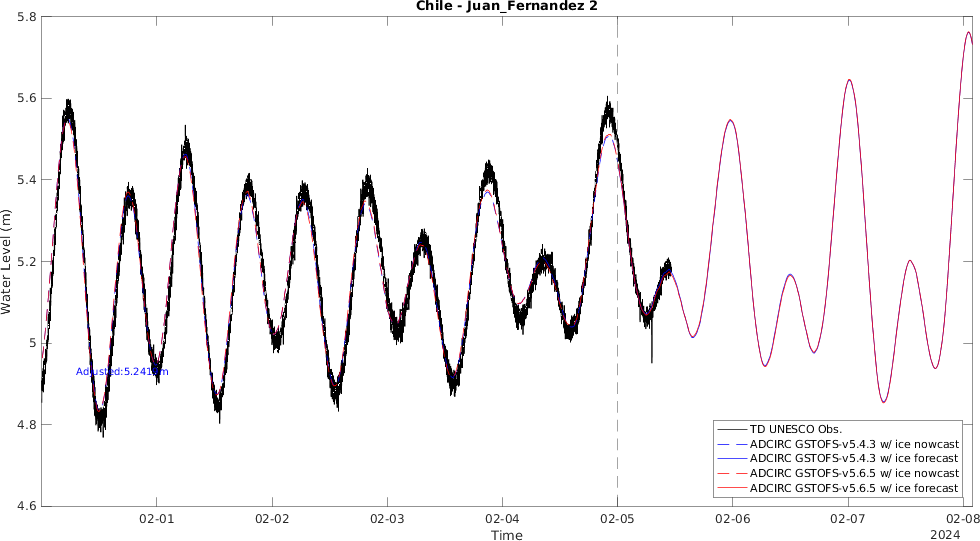 Chile - Juan_Fernandez 2
5.8
5.6
5.4
5.2
5
4.8
4.6
Water Level (m)
02-01
02-02
02-03
02-04
02-05
02-06
02-07
02-08
Time
2024
TD UNESCO Obs.
ADCIRC GSTOFS-v5.4.3 w/ ice nowcast
ADCIRC GSTOFS-v5.4.3 w/ ice forecast
ADCIRC GSTOFS-v5.6.5 w/ ice nowcast
ADCIRC GSTOFS-v5.6.5 w/ ice forecast